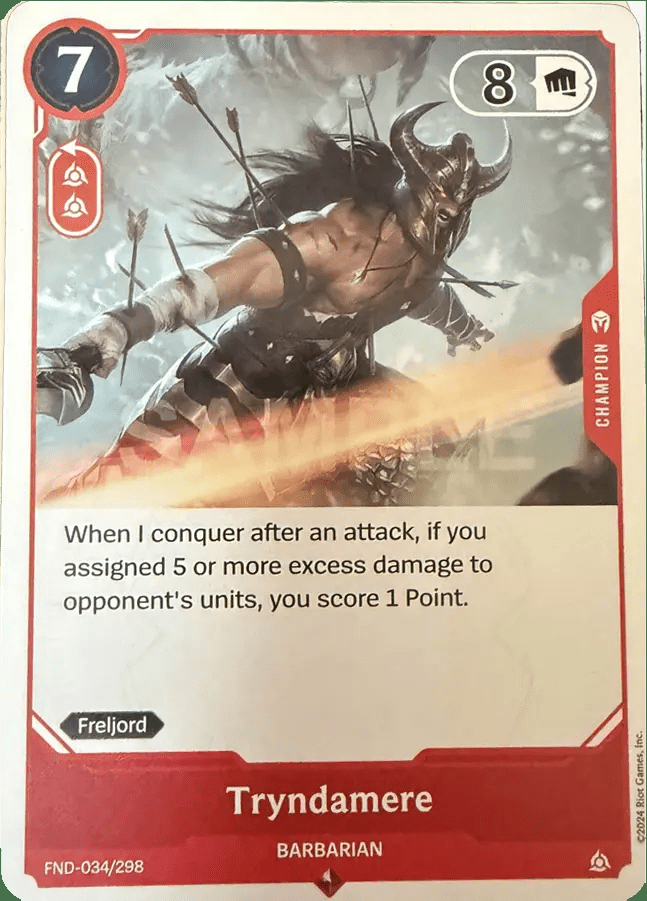 7
8
CHAMPION
SAMPLE
When I conquer after an attack, if you
assigned 5 or more excess damage to
opponent's units, you score 1 Point.
Freljord
Tryndamere
BARBARIAN
FND-034/298
©2024 Riot Games, Inc.